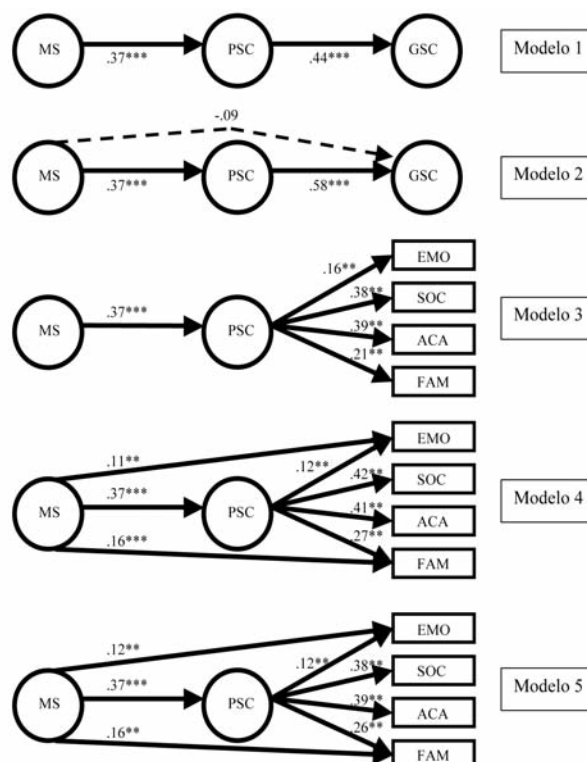 MS
.37***
PSC
.44***
GSC
Modelo 1
-.09
MS
.37***
PSC
.58***
GSC
Modelo 2
EMO
.16**
SOC
.38**
MS
.37***
PSC
.39**
ACA
.21**
FAM
Modelo 3
EMO
.11**
.12**
SOC
.42**
MS
.37***
PSC
.41**
ACA
.27**
.16***
FAM
Modelo 4
EMO
.12**
.12**
SOC
.38**
MS
.37***
PSC
.39**
ACA
.26**
.16**
FAM
Modelo 5